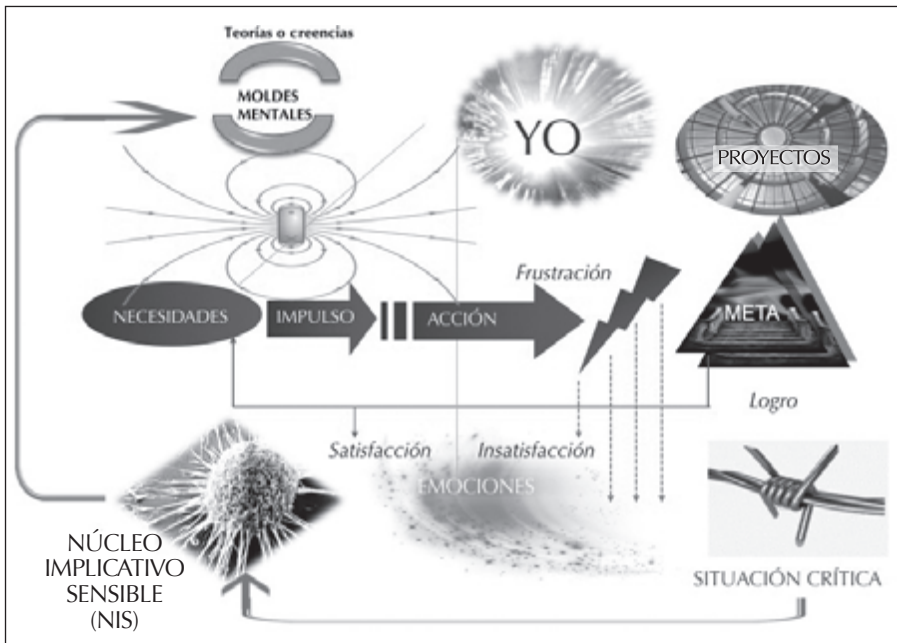 Teorías o creencias
MOLDES
MENTALES
YO
PROYECTOS
Frustración
NECESIDADES
IMPULSO
ACCIÓN
META
Logro
Satisfacción
Insatisfacción
EMOCIONES
NÚCLEO
IMPLICATIVO
SENSIBLE
(NIS)
SITUACIÓN CRÍTICA